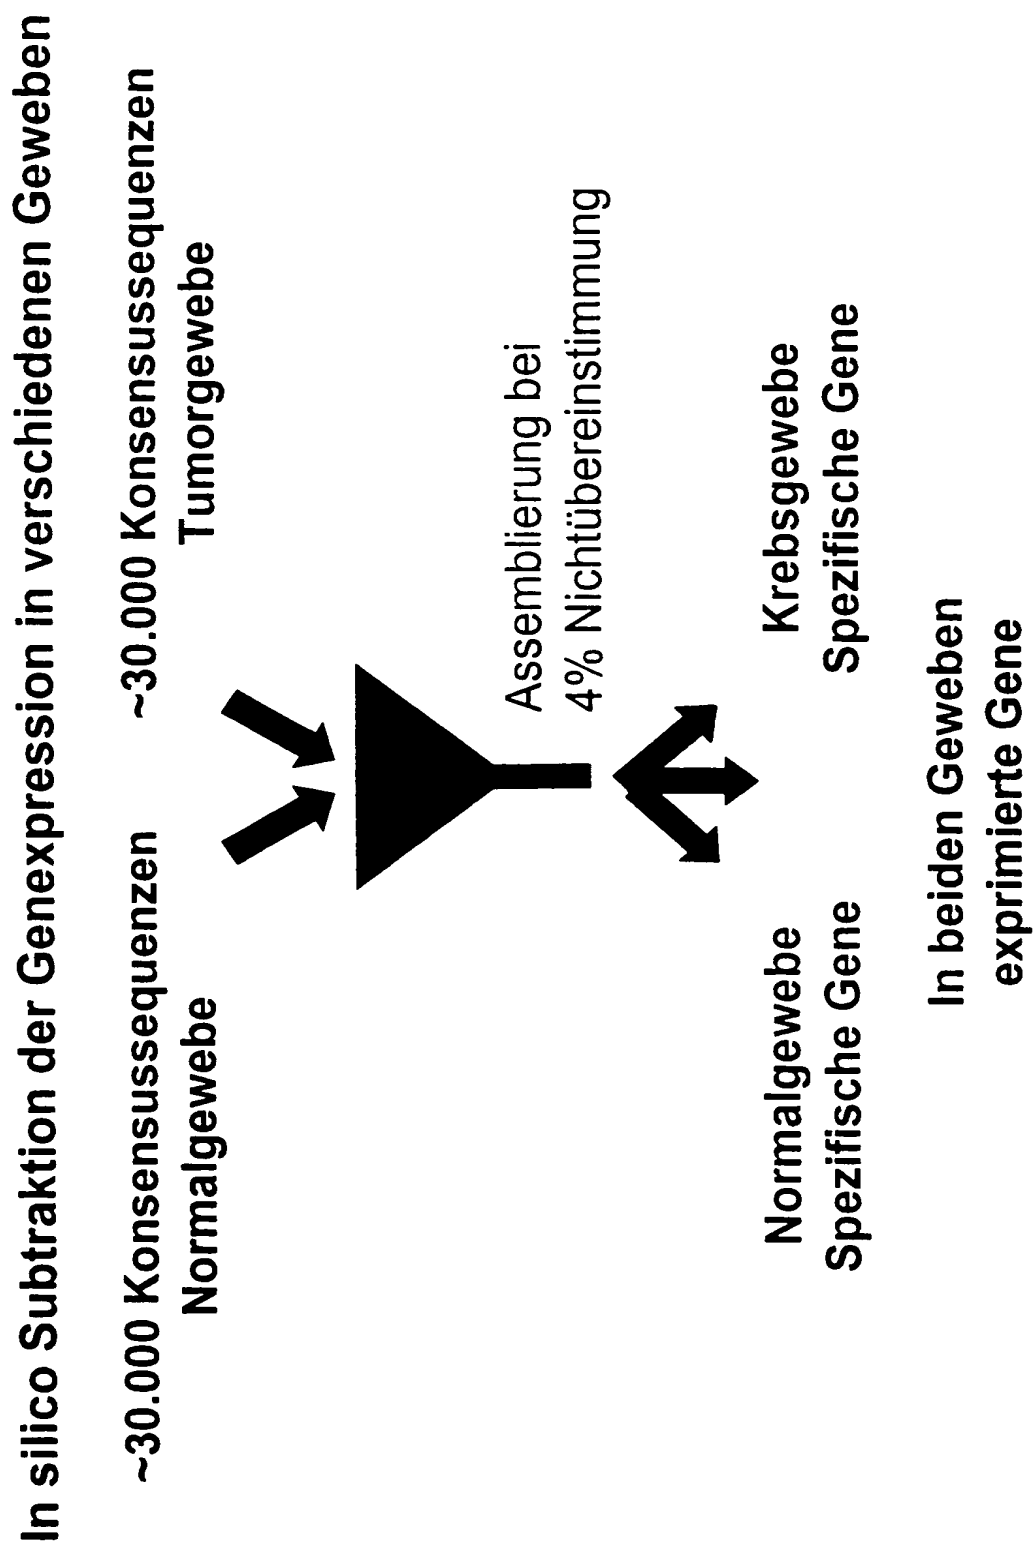 In silico Subtraktion der Genexpression in verschiedenen Geweben
~30.000 Konsensussequenzen
Normalgewebe
~30.000 Konsensussequenzen
Tumorgewebe
Assemblierung bei
4% Nichtübereinstimmung
Normalgewebe
Spezifische Gene
Krebsgewebe
Spezifische Gene
In beiden Geweben
exprimierte Gene